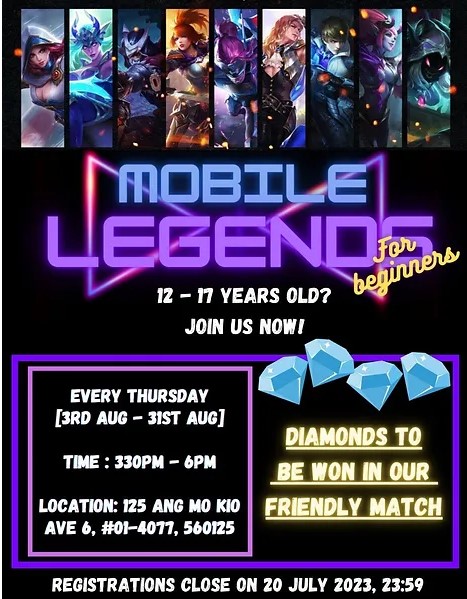 MOBILE
LEGENDS
For
beginners
12 - 17 YEARS OLD?
JOIN US NOW!
EVERY THURSDAY
[3RD AUG - 31ST AUG]
TIME : 330PM - 6PM
LOCATION: 125 ANG MO KIO
AVE 6, #01-4077, 560125
DIAMONDS TO
BE WON IN OUR
FRIENDLY MATCH
REGISTRATIONS CLOSE ON 20 JULY 2023, 23:59